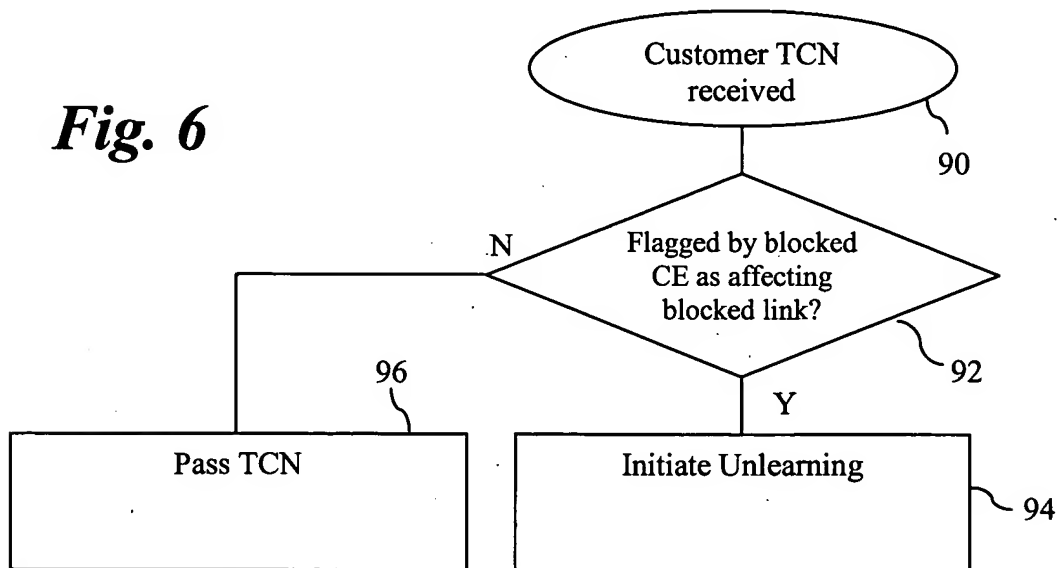 Fig. 6
Customer TCN
received
90
N
Flagged by blocked
CE as affecting
blocked link?
92
96
Y
Pass TCN
Initiate Unlearning
94